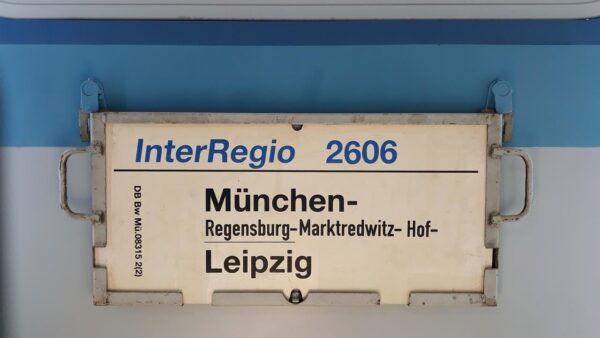 InterRegio 2606
DB Bw Mü.08315 2(2)
München-
Regensburg-Marktredwitz- Hof-
Leipzig